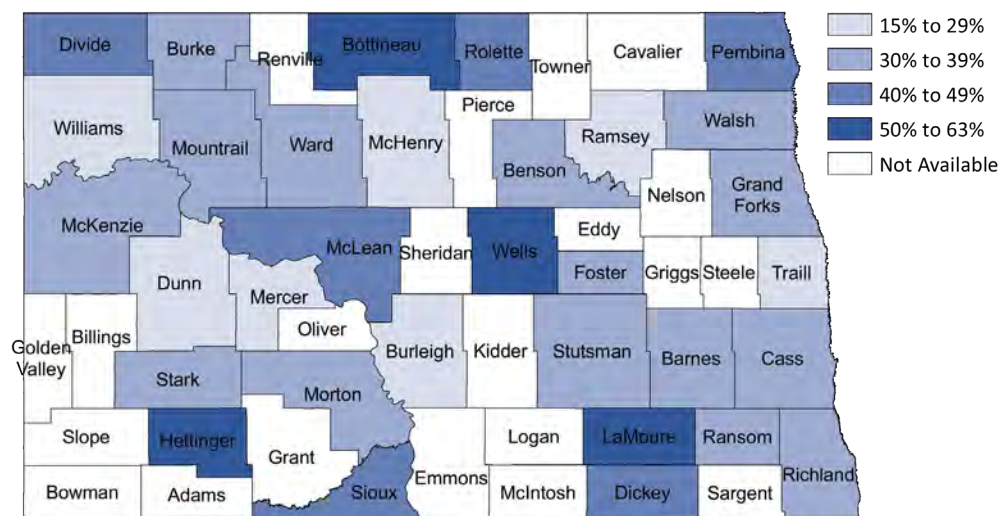 Divide
Burke
Renville
Bottineau
Rolette
Towner
Cavalier
Pembina
15% to 29%
30% to 39%
40% to 49%
50% to 63%
Not Available
Williams
Mountrail
Ward
McHenry
Pierce
Benson
Ramsey
Walsh
Nelson
Grand
Forks
McKenzie
Dunn
McLean
Mercer
Oliver
Sheridan
Wells
Eddy
Foster
Griggs
Steele
Traill
Golden
Valley
Billings
Stark
Morton
Burleigh
Kidder
Stutsman
Barnes
Cass
Slope
Hettinger
Grant
Bowman
Adams
Sioux
Emmons
Logan
McIntosh
LaMoure
Dickey
Ransom
Sargent
Richland